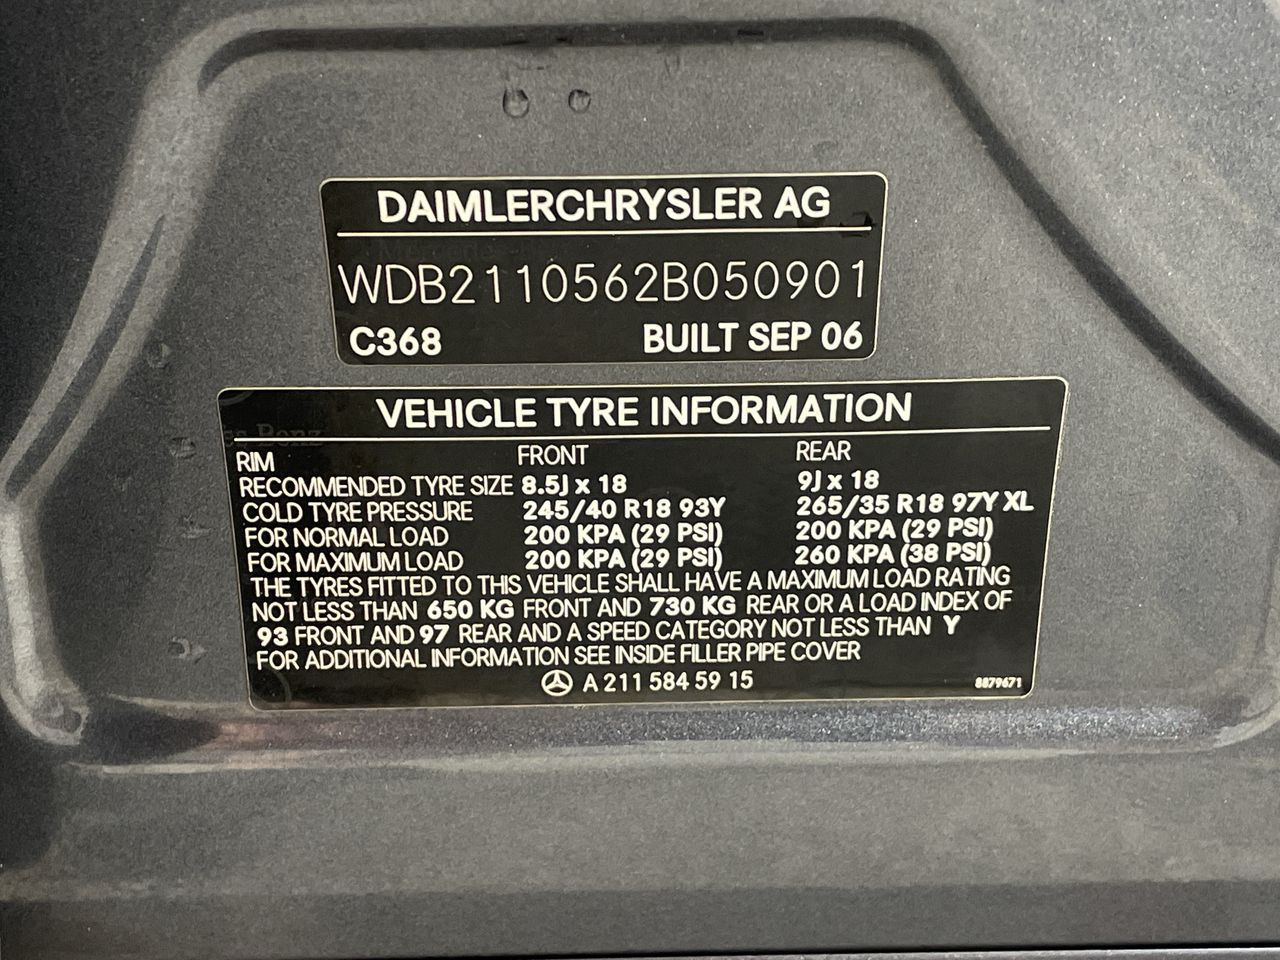 DAIMLERCHRYSLER AG
WDB2110562B050901
C368 BUILT SEP 06
VEHICLE TYRE INFORMATION
RIM FRONT REAR
RECOMMENDED TYRE SIZE 8.5J x 18 9J x 18
COLD TYRE PRESSURE 245/40 R18 93Y 265/35 R18 97Y XL
FOR NORMAL LOAD 200 KPA (29 PSI) 200 KPA (29 PSI)
FOR MAXIMUM LOAD 200 KPA (29 PSI) 260 KPA (38 PSI)
THE TYRES FITTED TO THIS VEHICLE SHALL HAVE A MAXIMUM LOAD RATING
NOT LESS THAN 650 KG FRONT AND 730 KG REAR OR A LOAD INDEX OF
93 FRONT AND 97 REAR AND A SPEED CATEGORY NOT LESS THAN Y
FOR ADDITIONAL INFORMATION SEE INSIDE FILLER PIPE COVER
A 211 584 59 15 8879671